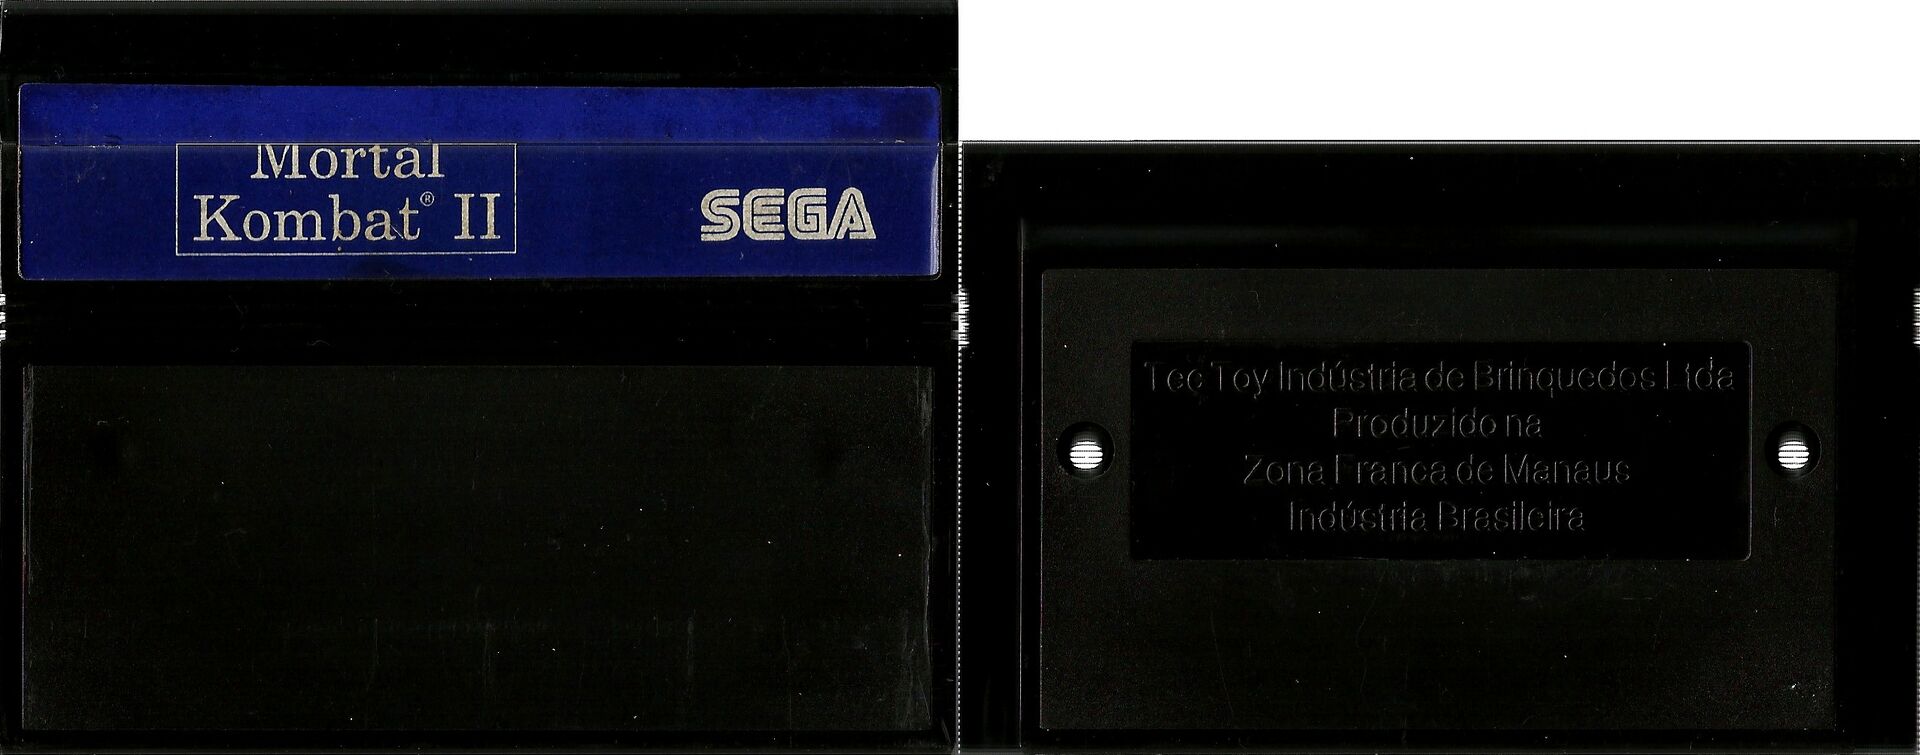 Mortal
Kombat® II
SEGA
Tec Toy Indústria de Brinquedos Ltda
Produzido na
Zona Franca de Manaus
Indústria Brasileira